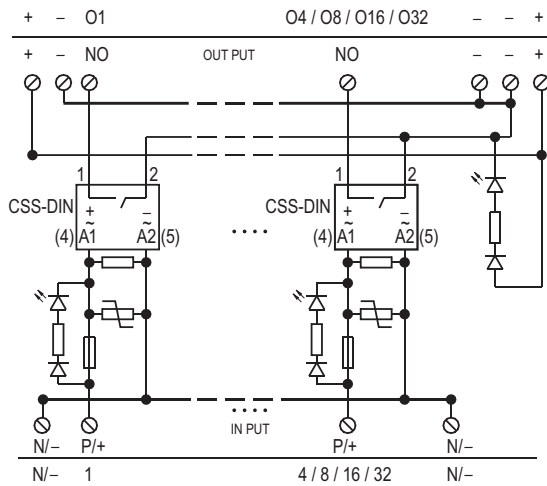 + – O1 O4 / O8 / O16 / O32 – – +
+ – NO OUT PUT NO – – +
1 2 1 2
CSS-DIN + – CSS-DIN + –
~ ~ ~ ~
(4) A1 A2 (5) .... (4) A1 A2 (5)
....
IN PUT
N/– P/+ P/+ N/–
N/– 1 4 / 8 / 16 / 32 N/–